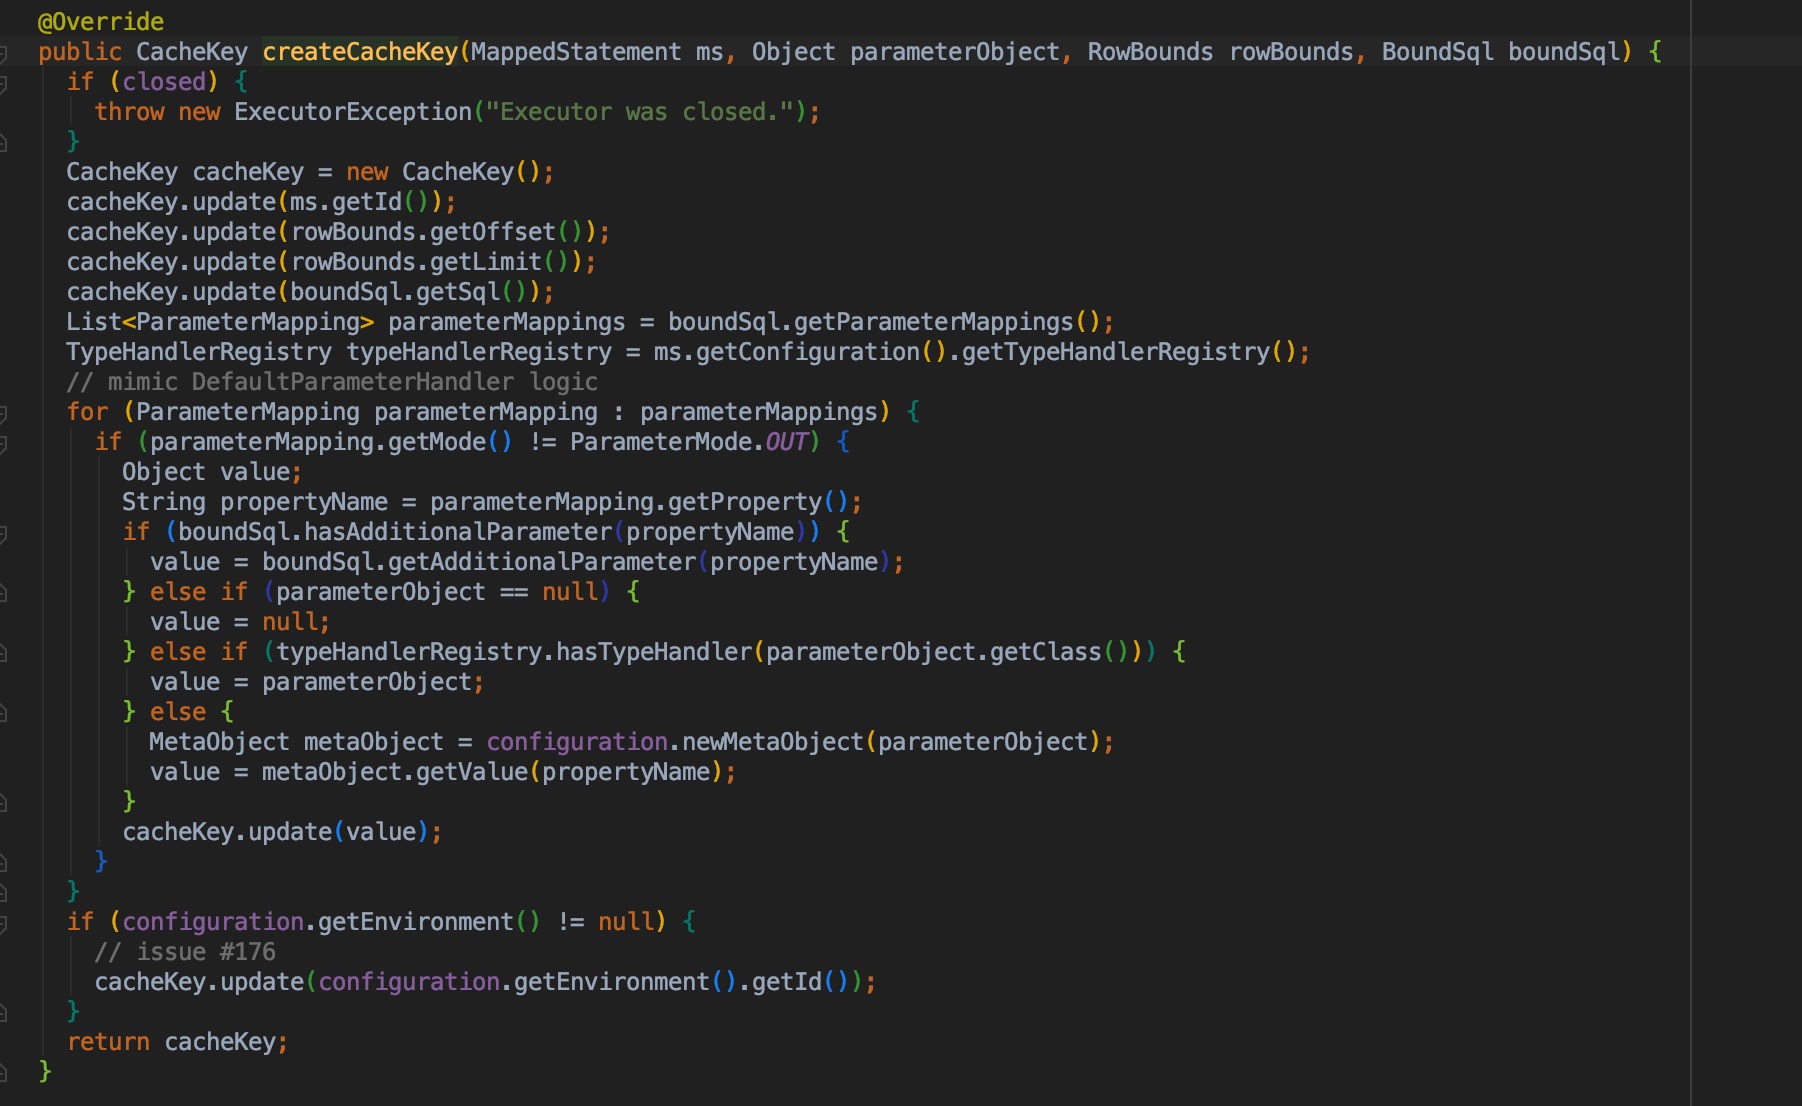 @Override
public CacheKey createCacheKey(MappedStatement ms, Object parameterObject, RowBounds rowBounds, BoundSql boundSql) {
  if (closed) {
    throw new ExecutorException("Executor was closed.");
  }
  CacheKey cacheKey = new CacheKey();
  cacheKey.update(ms.getId());
  cacheKey.update(rowBounds.getOffset());
  cacheKey.update(rowBounds.getLimit());
  cacheKey.update(boundSql.getSql());
  List<ParameterMapping> parameterMappings = boundSql.getParameterMappings();
  TypeHandlerRegistry typeHandlerRegistry = ms.getConfiguration().getTypeHandlerRegistry();
  // mimic DefaultParameterHandler logic
  for (ParameterMapping parameterMapping : parameterMappings) {
    if (parameterMapping.getMode() != ParameterMode.OUT) {
      Object value;
      String propertyName = parameterMapping.getProperty();
      if (boundSql.hasAdditionalParameter(propertyName)) {
        value = boundSql.getAdditionalParameter(propertyName);
      } else if (parameterObject == null) {
        value = null;
      } else if (typeHandlerRegistry.hasTypeHandler(parameterObject.getClass())) {
        value = parameterObject;
      } else {
        MetaObject metaObject = configuration.newMetaObject(parameterObject);
        value = metaObject.getValue(propertyName);
      }
      cacheKey.update(value);
    }
  }
  if (configuration.getEnvironment() != null) {
    // issue #176
    cacheKey.update(configuration.getEnvironment().getId());
  }
  return cacheKey;
}